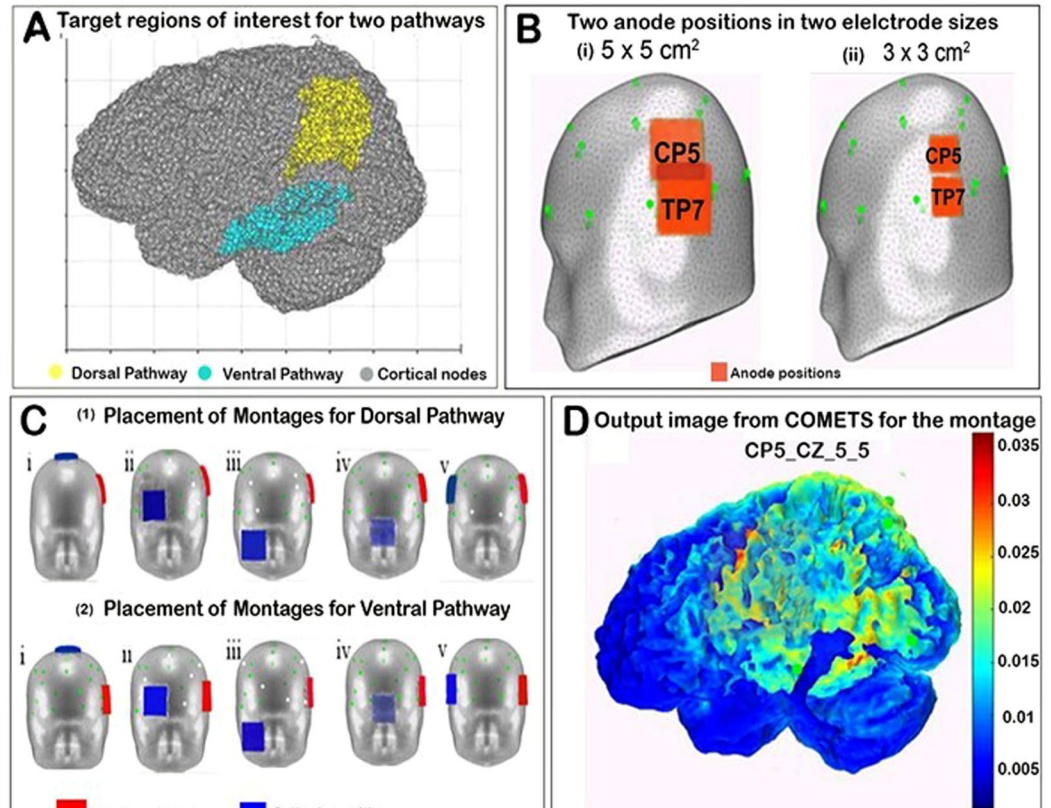 A Target regions of interest for two pathways
Dorsal Pathway Ventral Pathway Cortical nodes
B Two anode positions in two elelctrode sizes
(i) 5 x 5 cm²
(ii) 3 x 3 cm²
CP5
TP7
CP5
TP7
Anode positions
C (1) Placement of Montages for Dorsal Pathway
i ii iii iv v
(2) Placement of Montages for Ventral Pathway
i ii iii iv v
D Output image from COMETS for the montage
CP5_CZ_5_5
0.035
0.03
0.025
0.02
0.015
0.01
0.005